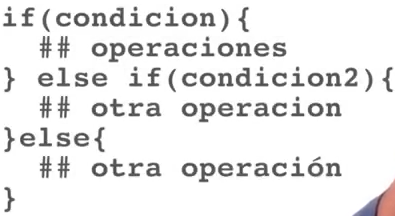 if(condicion){
  ## operaciones
} else if(condicion2){
  ## otra operacion
}else{
  ## otra operación
}